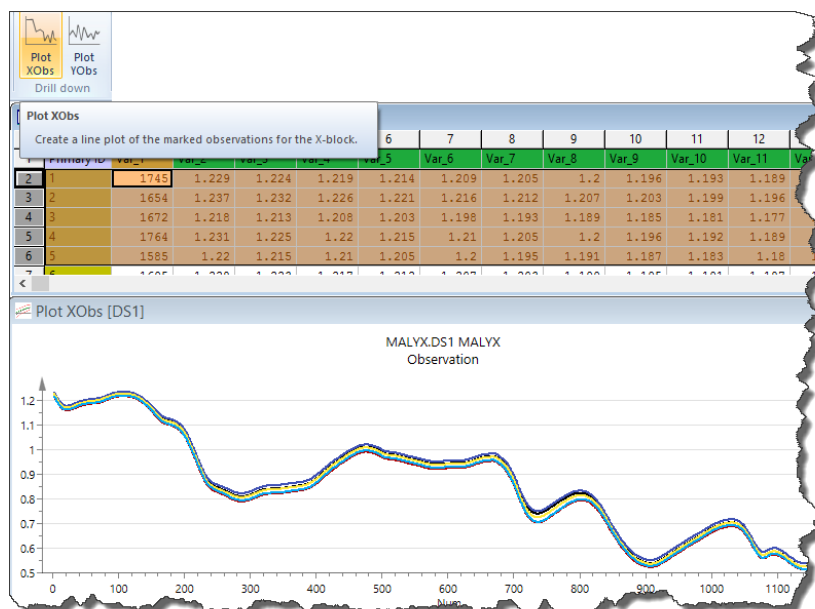 Plot XObs Plot YObs
Drill down
Plot XObs
Create a line plot of the marked observations for the X-block.
6 7 8 9 10 11 12
Primary ID Var_1 Var_2 Var_3 Var_4 Var_5 Var_6 Var_7 Var_8 Var_9 Var_10 Var_11
2 1 1745 1.229 1.224 1.219 1.214 1.209 1.205 1.2 1.196 1.193 1.189
3 2 1654 1.237 1.232 1.226 1.221 1.216 1.212 1.207 1.203 1.199 1.196
4 3 1672 1.218 1.213 1.208 1.203 1.198 1.193 1.189 1.185 1.181 1.177
5 4 1764 1.231 1.225 1.22 1.215 1.21 1.205 1.2 1.196 1.192 1.189
6 5 1585 1.22 1.215 1.21 1.205 1.2 1.195 1.191 1.187 1.183 1.18
Plot XObs [DS1]
MALYX.DS1 MALYX
Observation
1.2
1.1
1
0.9
0.8
0.7
0.6
0.5
0 100 200 300 400 500 600 700 800 900 1000 1100